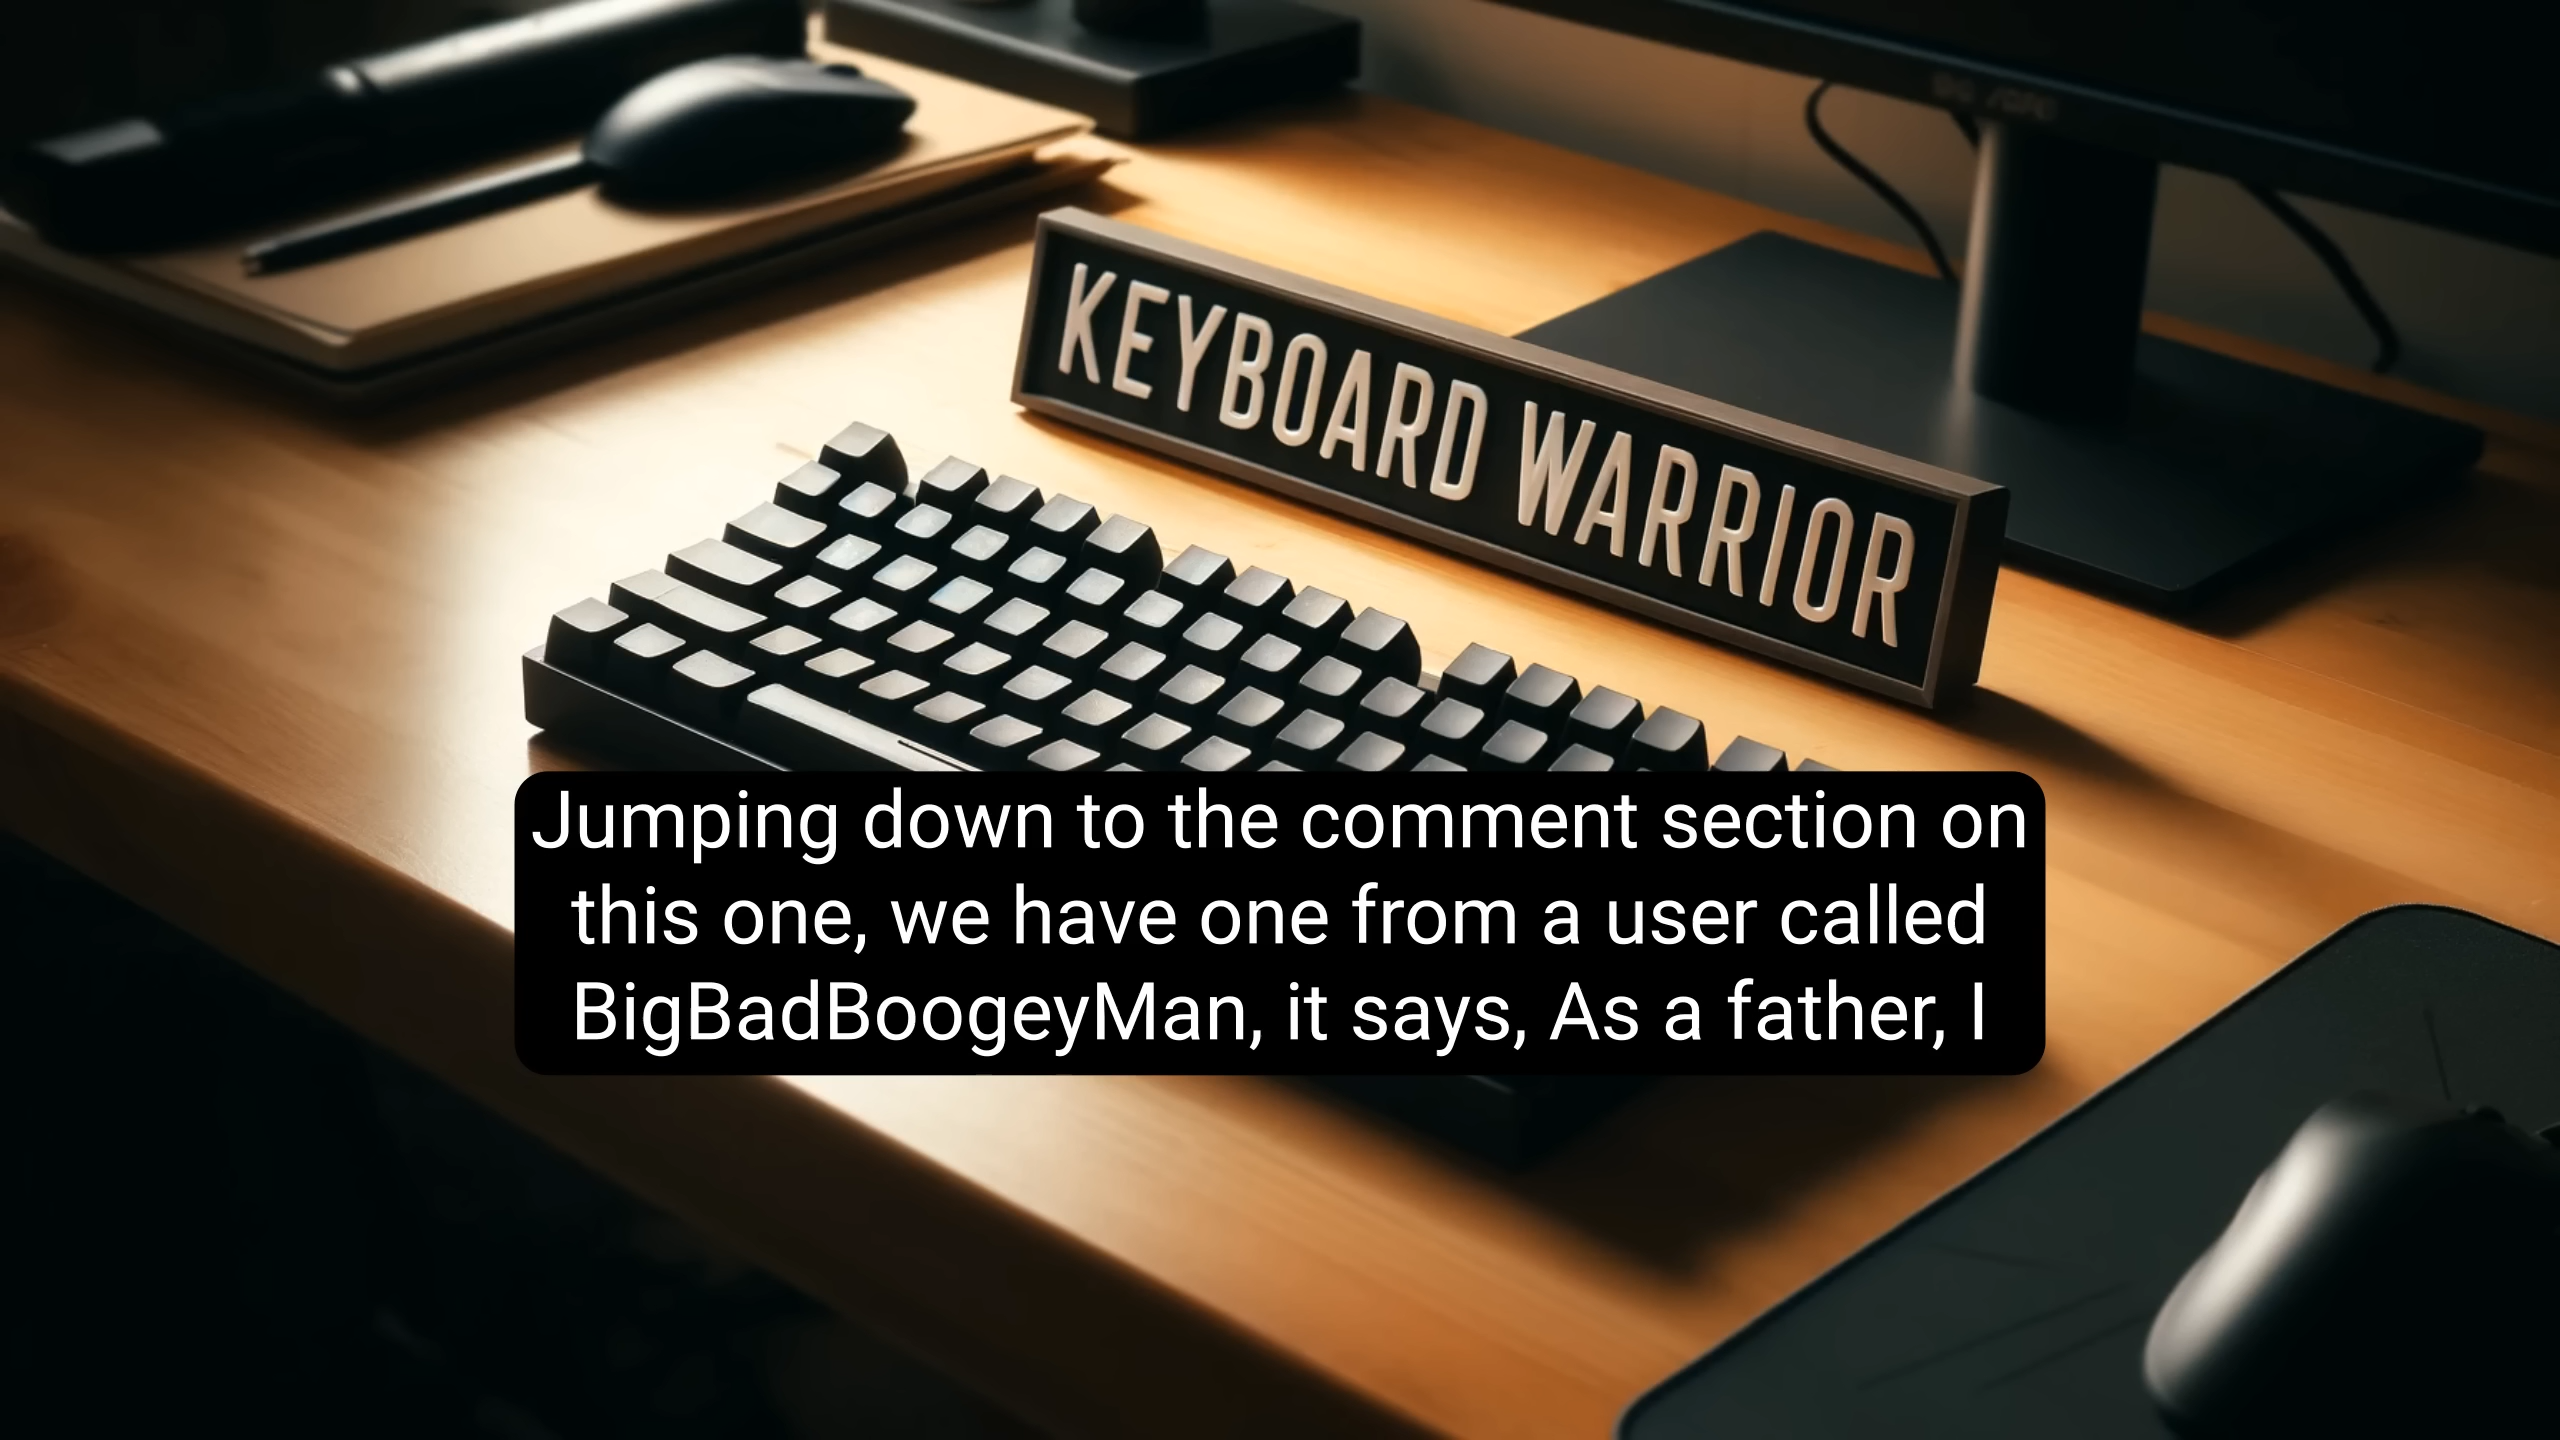 KEYBOARD WARRIOR
Jumping down to the comment section on
this one, we have one from a user called
BigBadBoogeyMan, it says, As a father, I